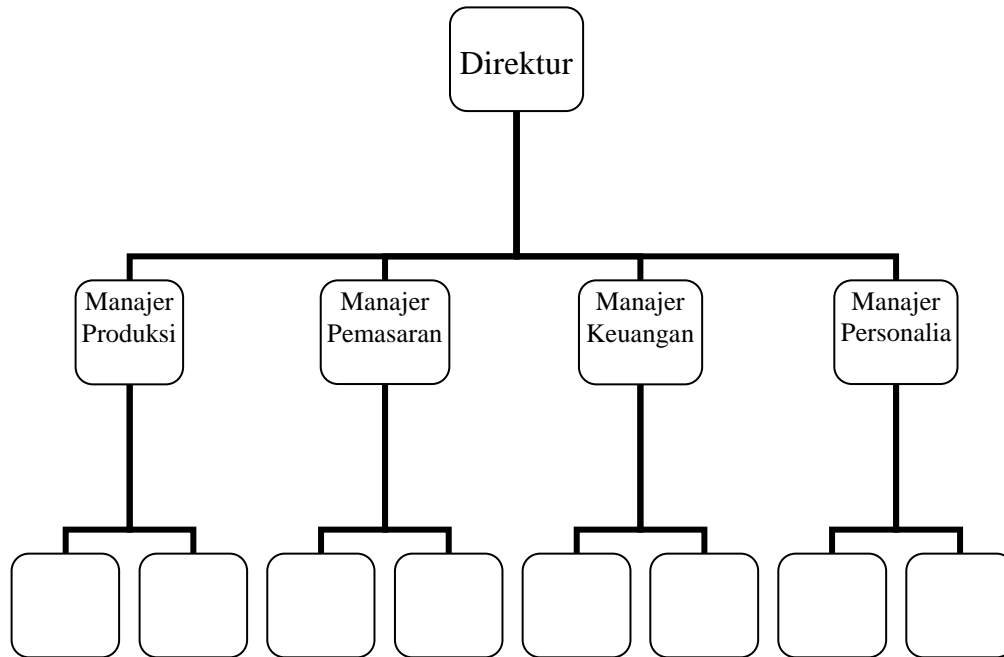 Direktur
Manajer
Produksi
Manajer
Pemasaran
Manajer
Keuangan
Manajer
Personalia